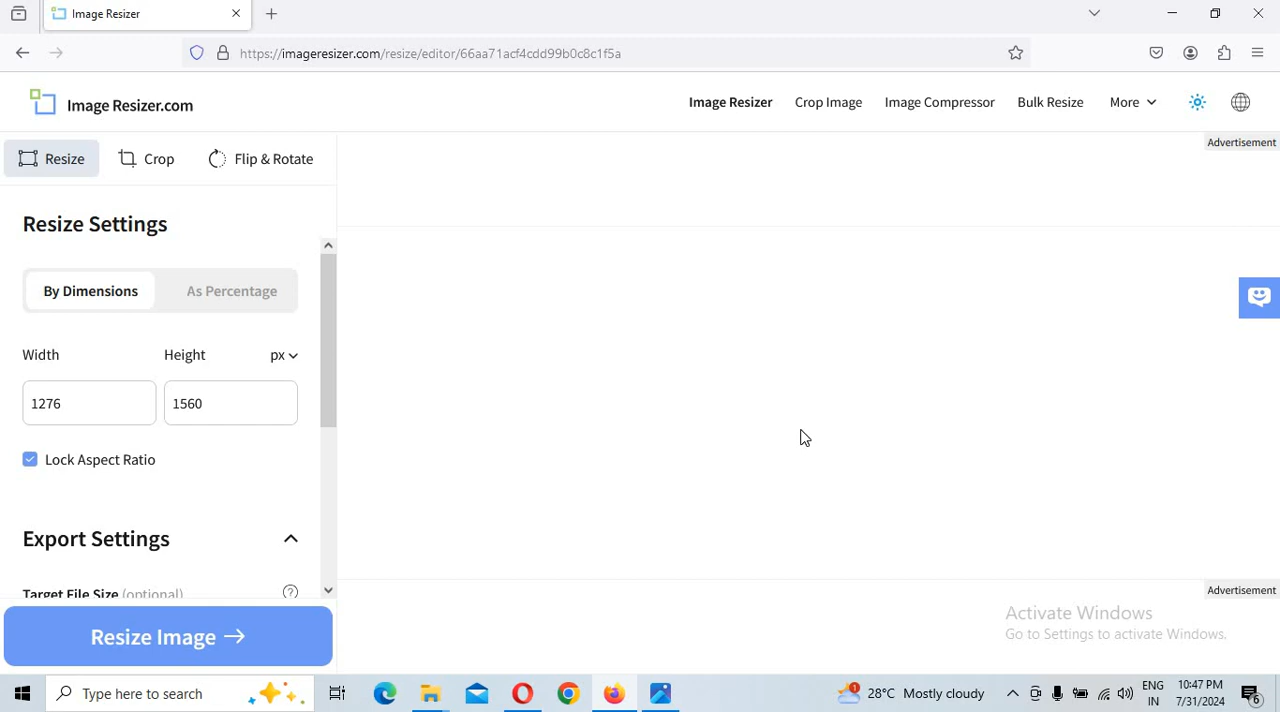 Image Resizer
https://imageresizer.com/resize/editor/66aa71acf4cdd99b0c8c1f5a
Image Resizer.com
Image Resizer
Crop Image
Image Compressor
Bulk Resize
More
Advertisement
Resize
Crop
Flip & Rotate
Resize Settings
By Dimensions
As Percentage
Width
Height
px
1276
1560
Lock Aspect Ratio
Export Settings
Target File Size (optional)
?
Advertisement
Resize Image
Activate Windows
Go to Settings to activate Windows.
Type here to search
1
28°C Mostly cloudy
ENG
IN
10:47 PM
7/31/2024
6